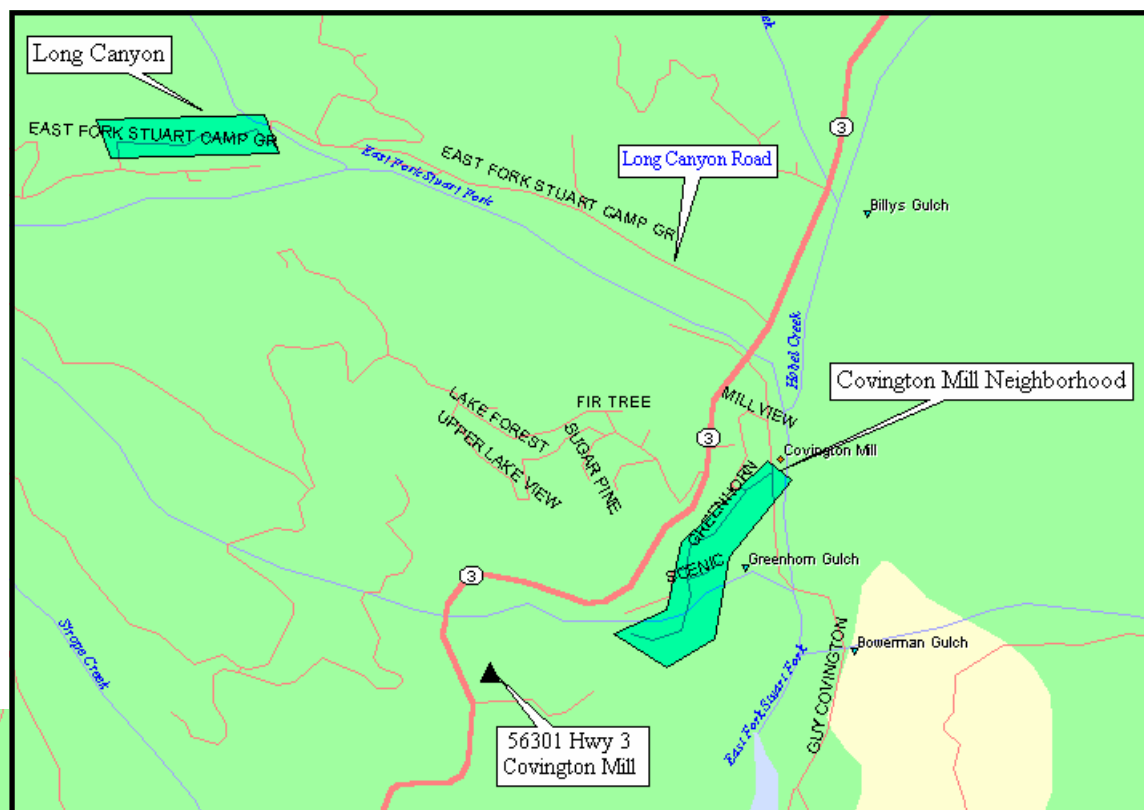 Long Canyon
EAST FORK STUART CAMP GR
East Fork Stuart Fork
EAST FORK STUART CAMP GR
Long Canyon Road
3
Billys Gulch
Hobel Creek
Covington Mill Neighborhood
MILL VIEW
FIR TREE
LAKE FOREST
UPPER LAKE VIEW
SUGAR PINE
3
Covington Mill
GREENHORN
SCENIC
Greenhorn Gulch
3
Strope Creek
Bowerman Gulch
GUY COVINGTON
East Fork Stuart Fork
56301 Hwy 3
Covington Mill